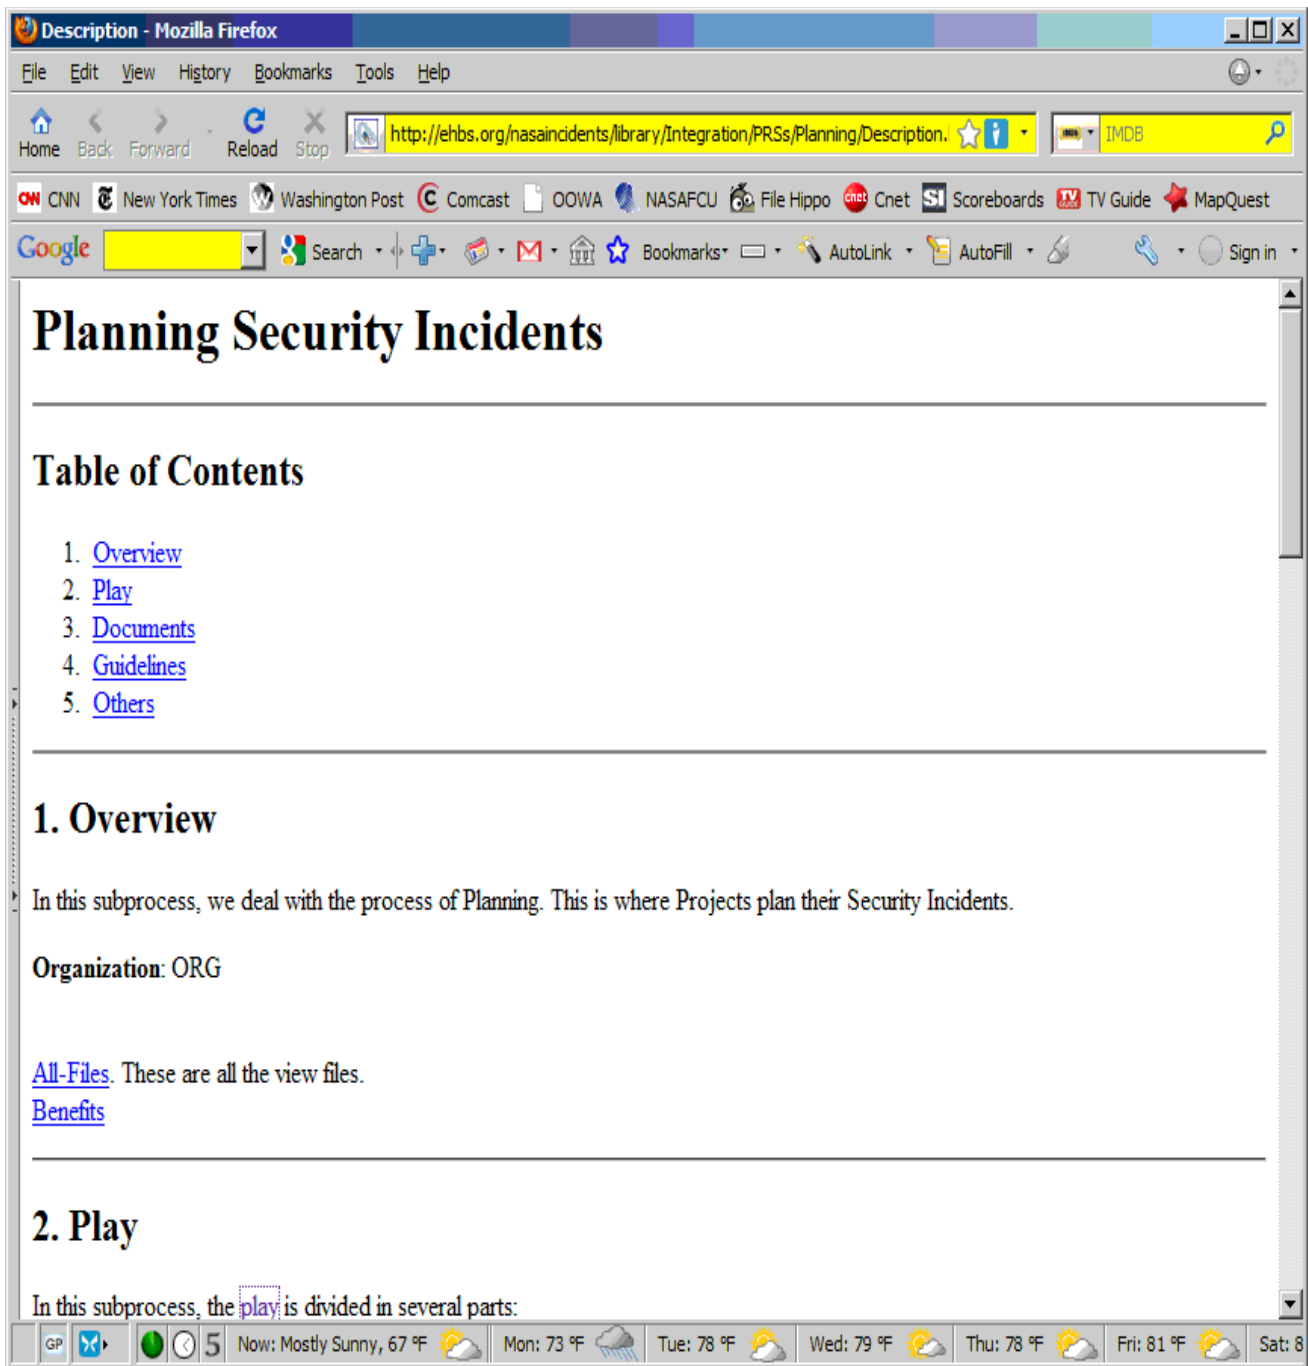 Description - Mozilla Firefox
File Edit View History Bookmarks Tools Help
Home Back Forward Reload Stop http://ehbs.org/nasaincidents/library/Integration/PRSs/Planning/Description. IMDB
CNN New York Times Washington Post Comcast OOWA NASAFCU File Hippo Cnet Scoreboards TV Guide MapQuest
Google Search Bookmarks AutoLink AutoFill Sign in
Planning Security Incidents
Table of Contents
1. Overview
2. Play
3. Documents
4. Guidelines
5. Others
1. Overview
In this subprocess, we deal with the process of Planning. This is where Projects plan their Security Incidents.
Organization: ORG
All-Files. These are all the view files.
Benefits
2. Play
In this subprocess, the play is divided in several parts:
GP 5 Now: Mostly Sunny, 67 °F Mon: 73 °F Tue: 78 °F Wed: 79 °F Thu: 78 °F Fri: 81 °F Sat: 8